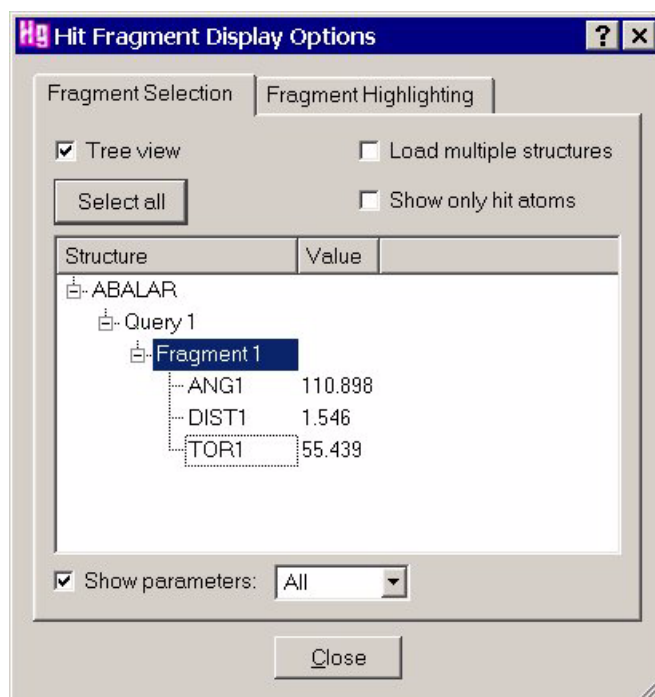 Hg Hit Fragment Display Options ? ×
Fragment Selection Fragment Highlighting
Tree view Load multiple structures
Select all Show only hit atoms
Structure Value
ABALAR
Query 1
Fragment 1
ANG1 110.898
DIST1 1.546
TOR1 55.439
Show parameters: All
Close